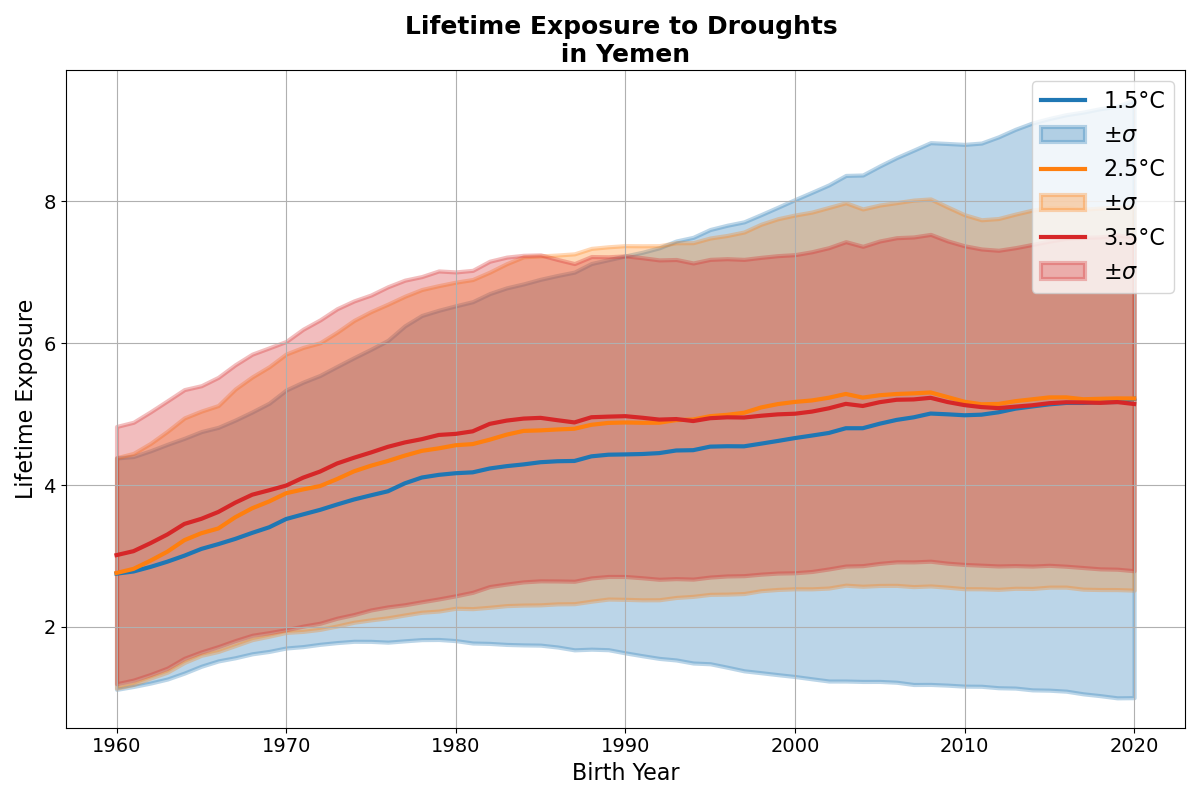 Lifetime Exposure to Droughts
in Yemen
Lifetime Exposure
8
6
4
2
1960 1970 1980 1990 2000 2010 2020
Birth Year
1.5°C
±σ
2.5°C
±σ
3.5°C
±σ